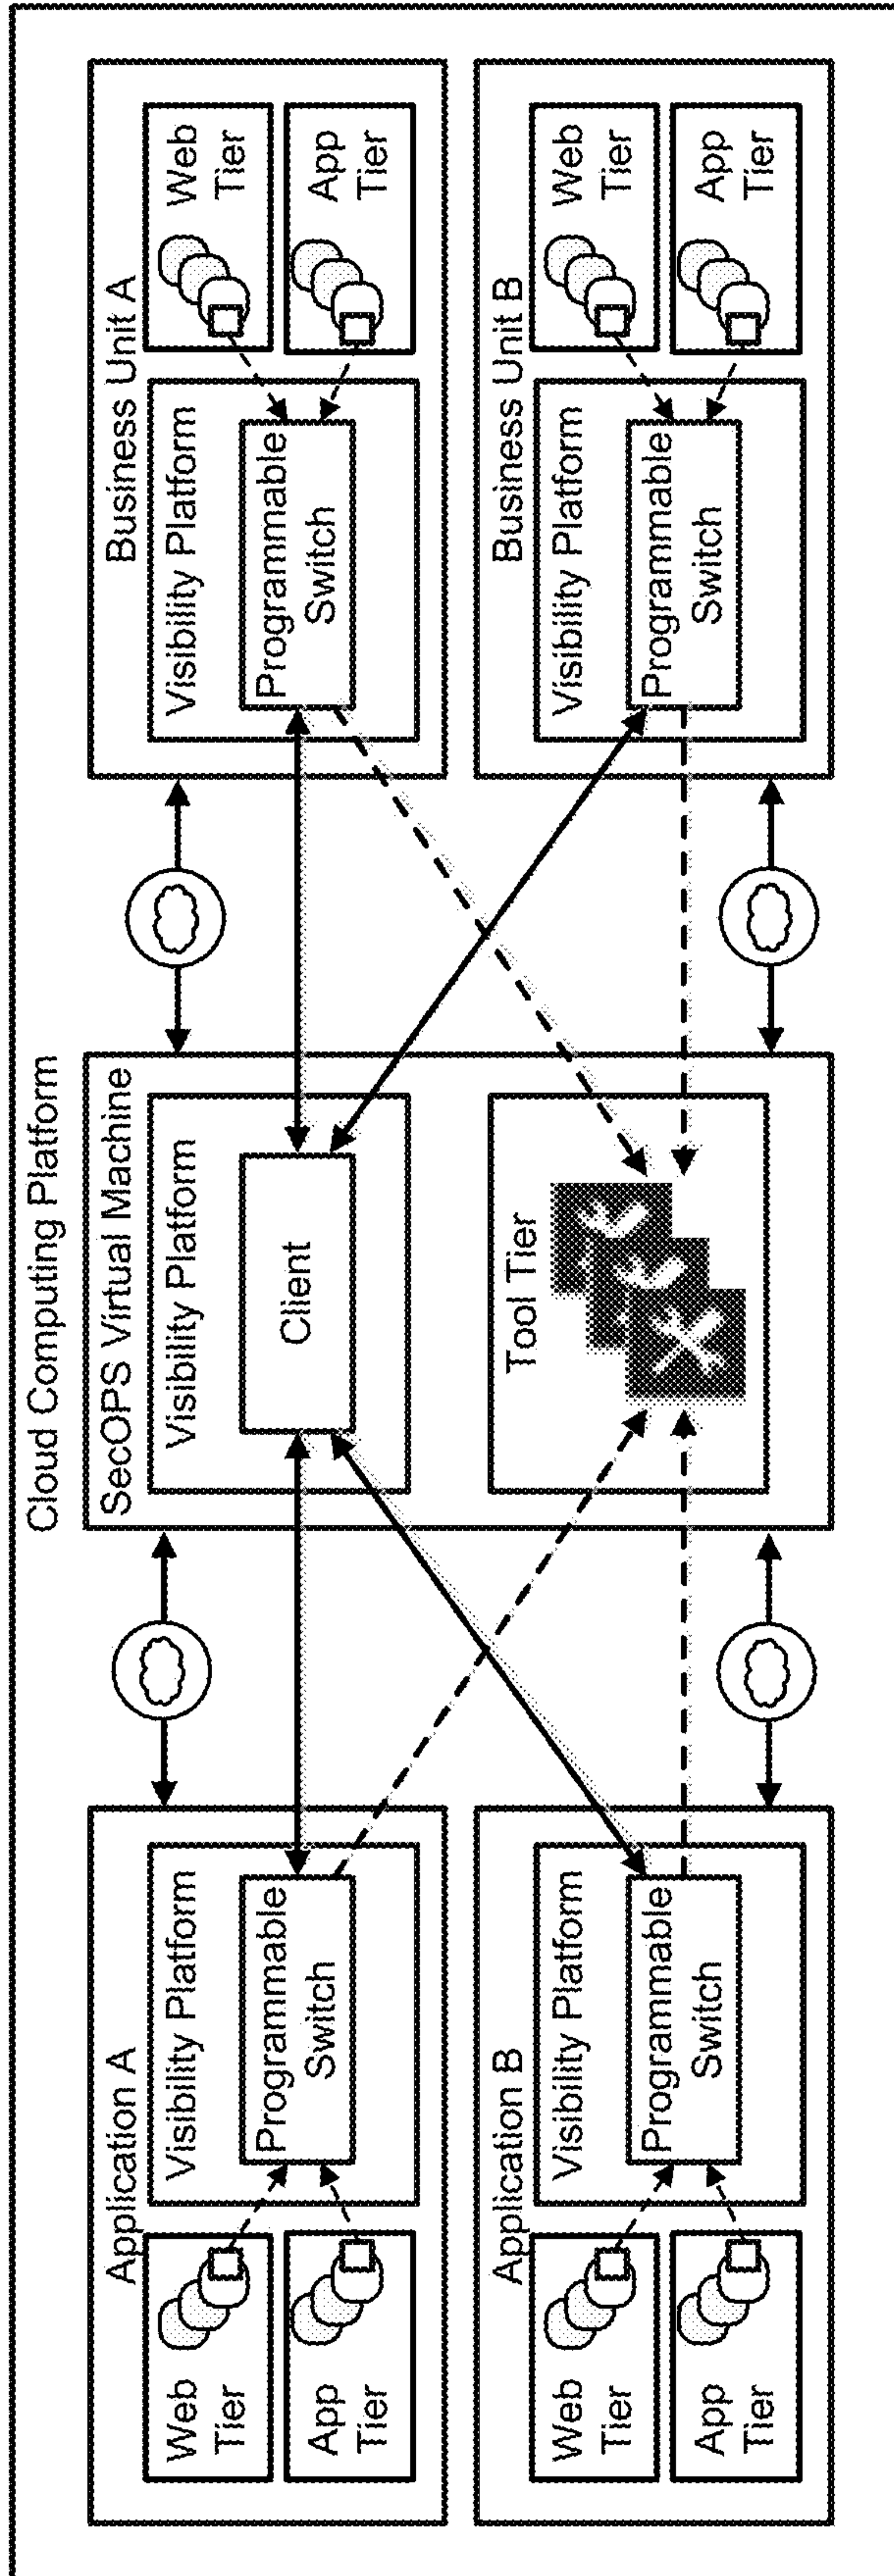 Cloud Computing Platform
Application A
Web
Tier
App
Tier
Visibility Platform
Programmable
Switch
Application B
Web
Tier
App
Tier
Visibility Platform
Programmable
Switch
SecOPS Virtual Machine
Visibility Platform
Client
Tool Tier
Business Unit A
Visibility Platform
Programmable
Switch
Web
Tier
App
Tier
Business Unit B
Visibility Platform
Programmable
Switch
Web
Tier
App
Tier